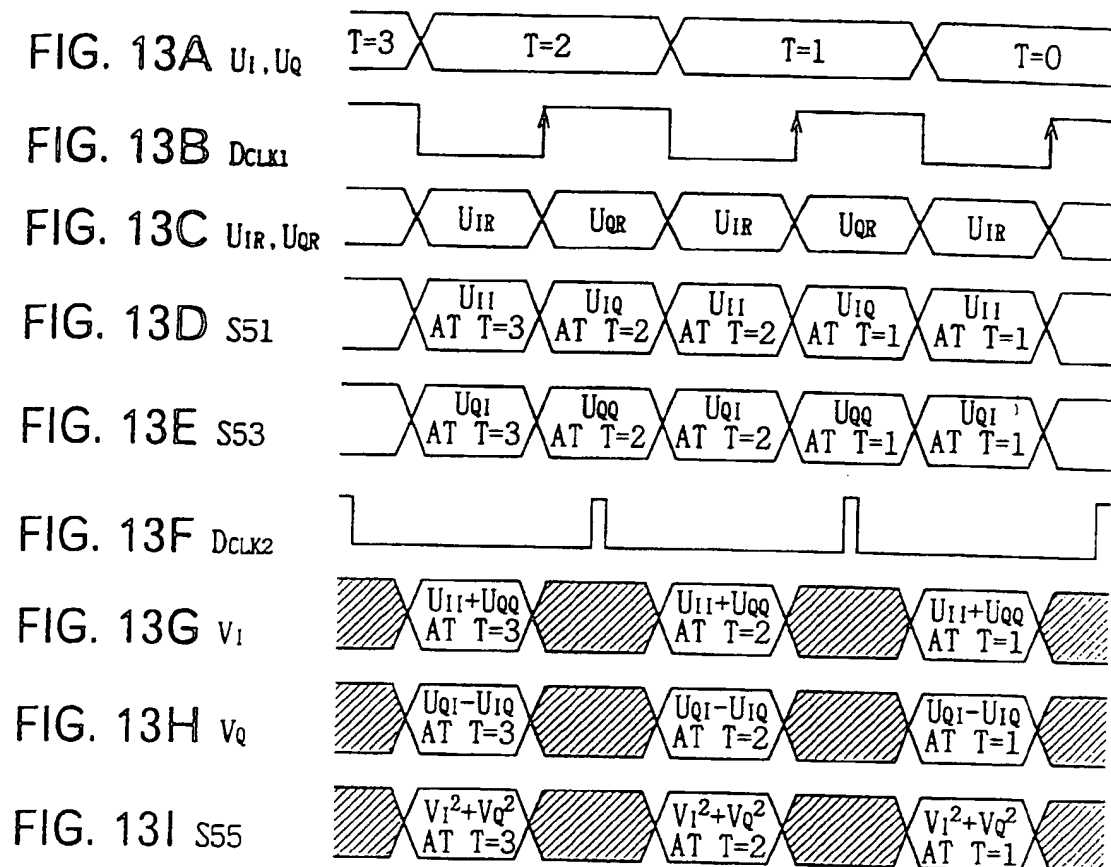 FIG. 13A UI, UQ T=3 T=2 T=1 T=0
FIG. 13B DCLK1
FIG. 13C UIR, UQR UIR UQR UIR UQR UIR
FIG. 13D S51 UII AT T=3 UIQ AT T=2 UII AT T=2 UIQ AT T=1 UII AT T=1
FIG. 13E S53 UQI AT T=3 UQQ AT T=2 UQI AT T=2 UQQ AT T=1 UQI AT T=1
FIG. 13F DCLK2
FIG. 13G VI UII+UQQ AT T=3 UII+UQQ AT T=2 UII+UQQ AT T=1
FIG. 13H VQ UQI-UIQ AT T=3 UQI-UIQ AT T=2 UQI-UIQ AT T=1
FIG. 13I S55 VI²+VQ² AT T=3 VI²+VQ² AT T=2 VI²+VQ² AT T=1